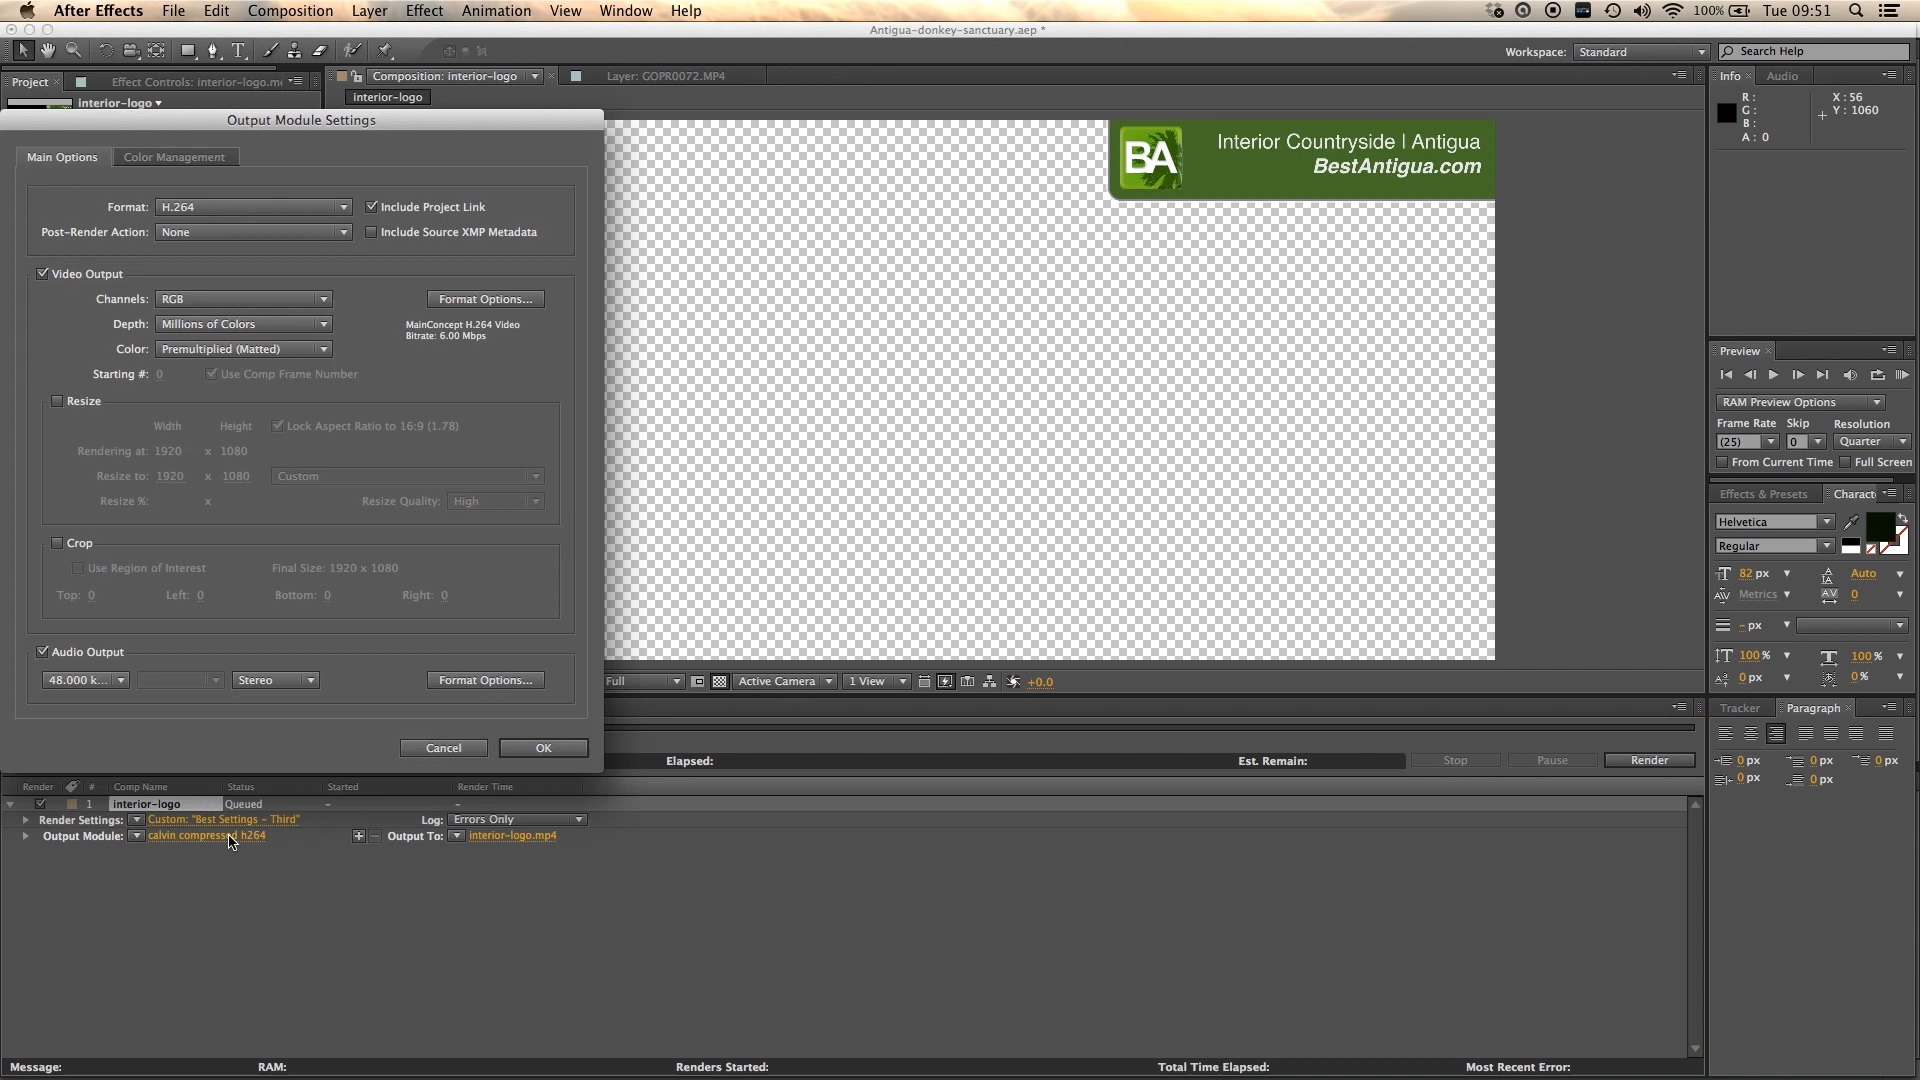 After Effects File Edit Composition Layer Effect Animation View Window Help 100% Tue 09:51
Antigua-donkey-sanctuary.aep *
Workspace: Standard Search Help
Project Effect Controls: interior-logo.m Composition: interior-logo Layer: GOPR0072.MP4 Info Audio
interior-logo interior-logo
R: X: 56
G: Y: 1060
B:
A: 0
Output Module Settings
Main Options Color Management
Format: H.264 Include Project Link
Post-Render Action: None Include Source XMP Metadata
Video Output
Channels: RGB Format Options...
Depth: Millions of Colors MainConcept H.264 Video
Bitrate: 6.00 Mbps
Color: Premultiplied (Matted)
Starting #: 0 Use Comp Frame Number
Resize
Width Height Lock Aspect Ratio to 16:9 (1.78)
Rendering at: 1920 x 1080
Resize to: 1920 x 1080 Custom
Resize %: x Resize Quality: High
Crop
Use Region of Interest Final Size: 1920 x 1080
Top: 0 Left: 0 Bottom: 0 Right: 0
Audio Output
48.000 k... Stereo Format Options...
Cancel OK
BA Interior Countryside | Antigua
BestAntigua.com
Full Active Camera 1 View +0.0
Preview
RAM Preview Options
Frame Rate Skip Resolution
(25) 0 Quarter
From Current Time Full Screen
Effects & Presets Charact
Helvetica
Regular
82 px Auto
Metrics 0
- px
100% 100%
0 px 0%
Tracker Paragraph
0 px 0 px 0 px
0 px 0 px
Elapsed: Est. Remain: Stop Pause Render
Render # Comp Name Status Started Render Time
1 interior-logo Queued - -
Render Settings: Custom: "Best Settings - Third" Log: Errors Only
Output Module: calvin compressed h264 Output To: interior-logo.mp4
Message: RAM: Renders Started: Total Time Elapsed: Most Recent Error: